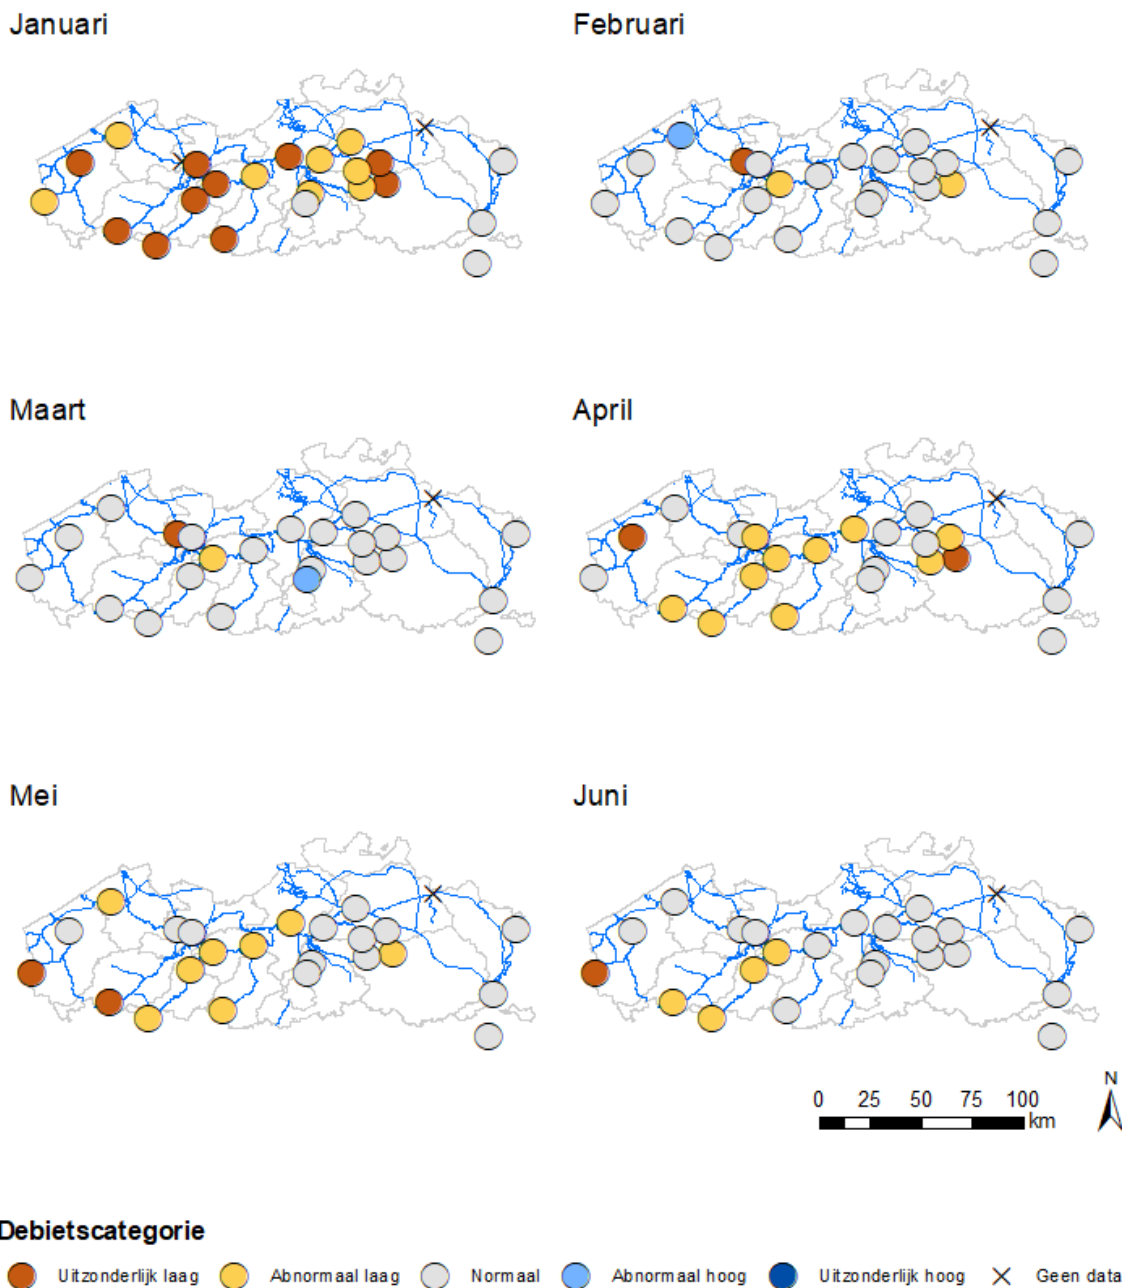 Januari
Februari
Maart
April
Mei
Juni
N
0 25 50 75 100
km
Debietscategorie
Uitzonderlijk laag Abnormaal laag Normaal Abnormaal hoog Uitzonderlijk hoog Geen data